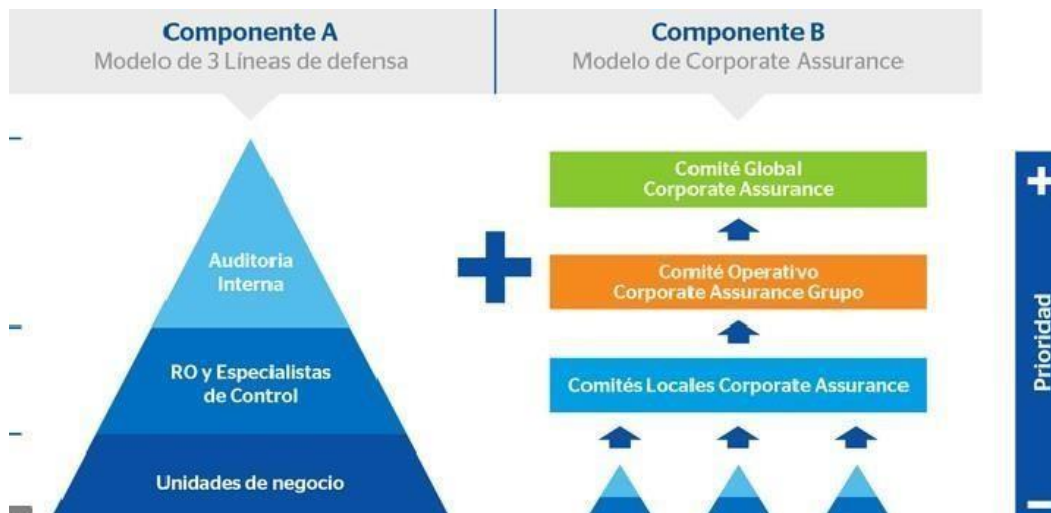 Componente A
Modelo de 3 Líneas de defensa
Componente B
Modelo de Corporate Assurance
Auditoria
Interna
RO y Especialistas
de Control
Unidades de negocio
+
Comité Global
Corporate Assurance
Comité Operativo
Corporate Assurance Grupo
Comités Locales Corporate Assurance
+
Prioridad
-